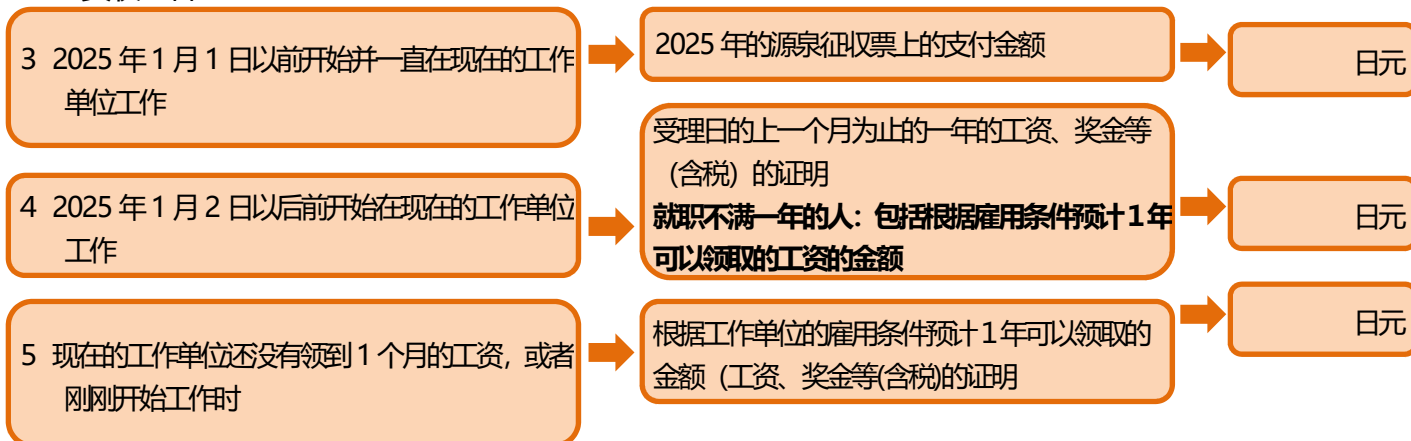 3 2025 年 1 月 1 日以前开始并一直在现在的工作
单位工作
2025 年的源泉征收票上的支付金额
日元
4 2025 年 1 月 2 日以后前开始在现在的工作单位
工作
受理日的上一个月为止的一年的工资、奖金等
（含税）的证明
就职不满一年的人：包括根据雇用条件预计１年
可以领取的工资的金额
日元
5 现在的工作单位还没有领到 1 个月的工资，或者
刚刚开始工作时
根据工作单位的雇用条件预计１年可以领取的
金额（工资、奖金等(含税)的证明
日元